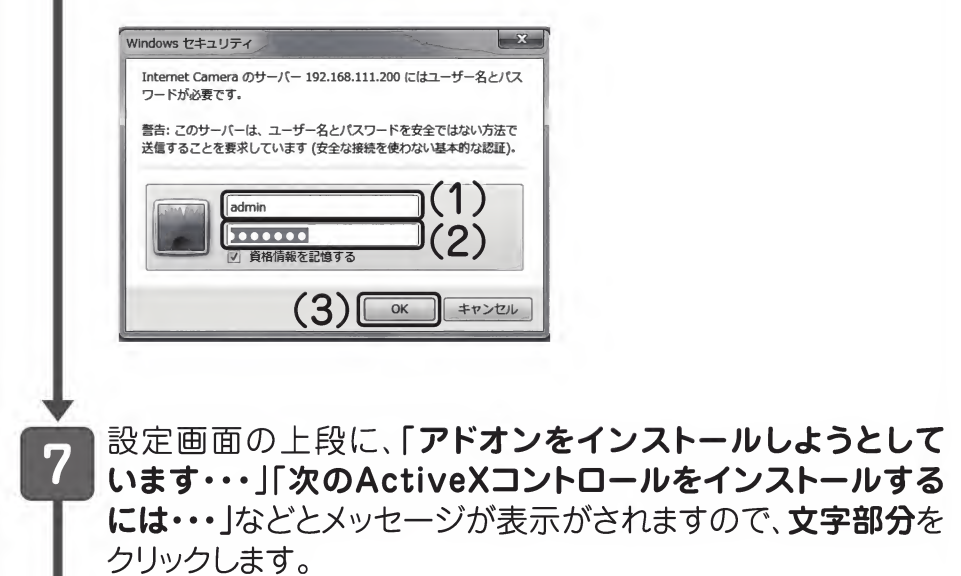 Windows セキュリティ
Internet Camera のサーバー 192.168.111.200 にはユーザー名とパス
ワードが必要です。
警告: このサーバーは、ユーザー名とパスワードを安全ではない方法で
送信することを要求しています (安全な接続を使わない基本的な認証)。
admin
(1)
(2)
資格情報を記憶する
(3)
OK
キャンセル
7
設定画面の上段に、「アドオンをインストールしようとして
います・・・」「次のActiveXコントロールをインストールする
には・・・」などとメッセージが表示がされますので、文字部分を
クリックします。